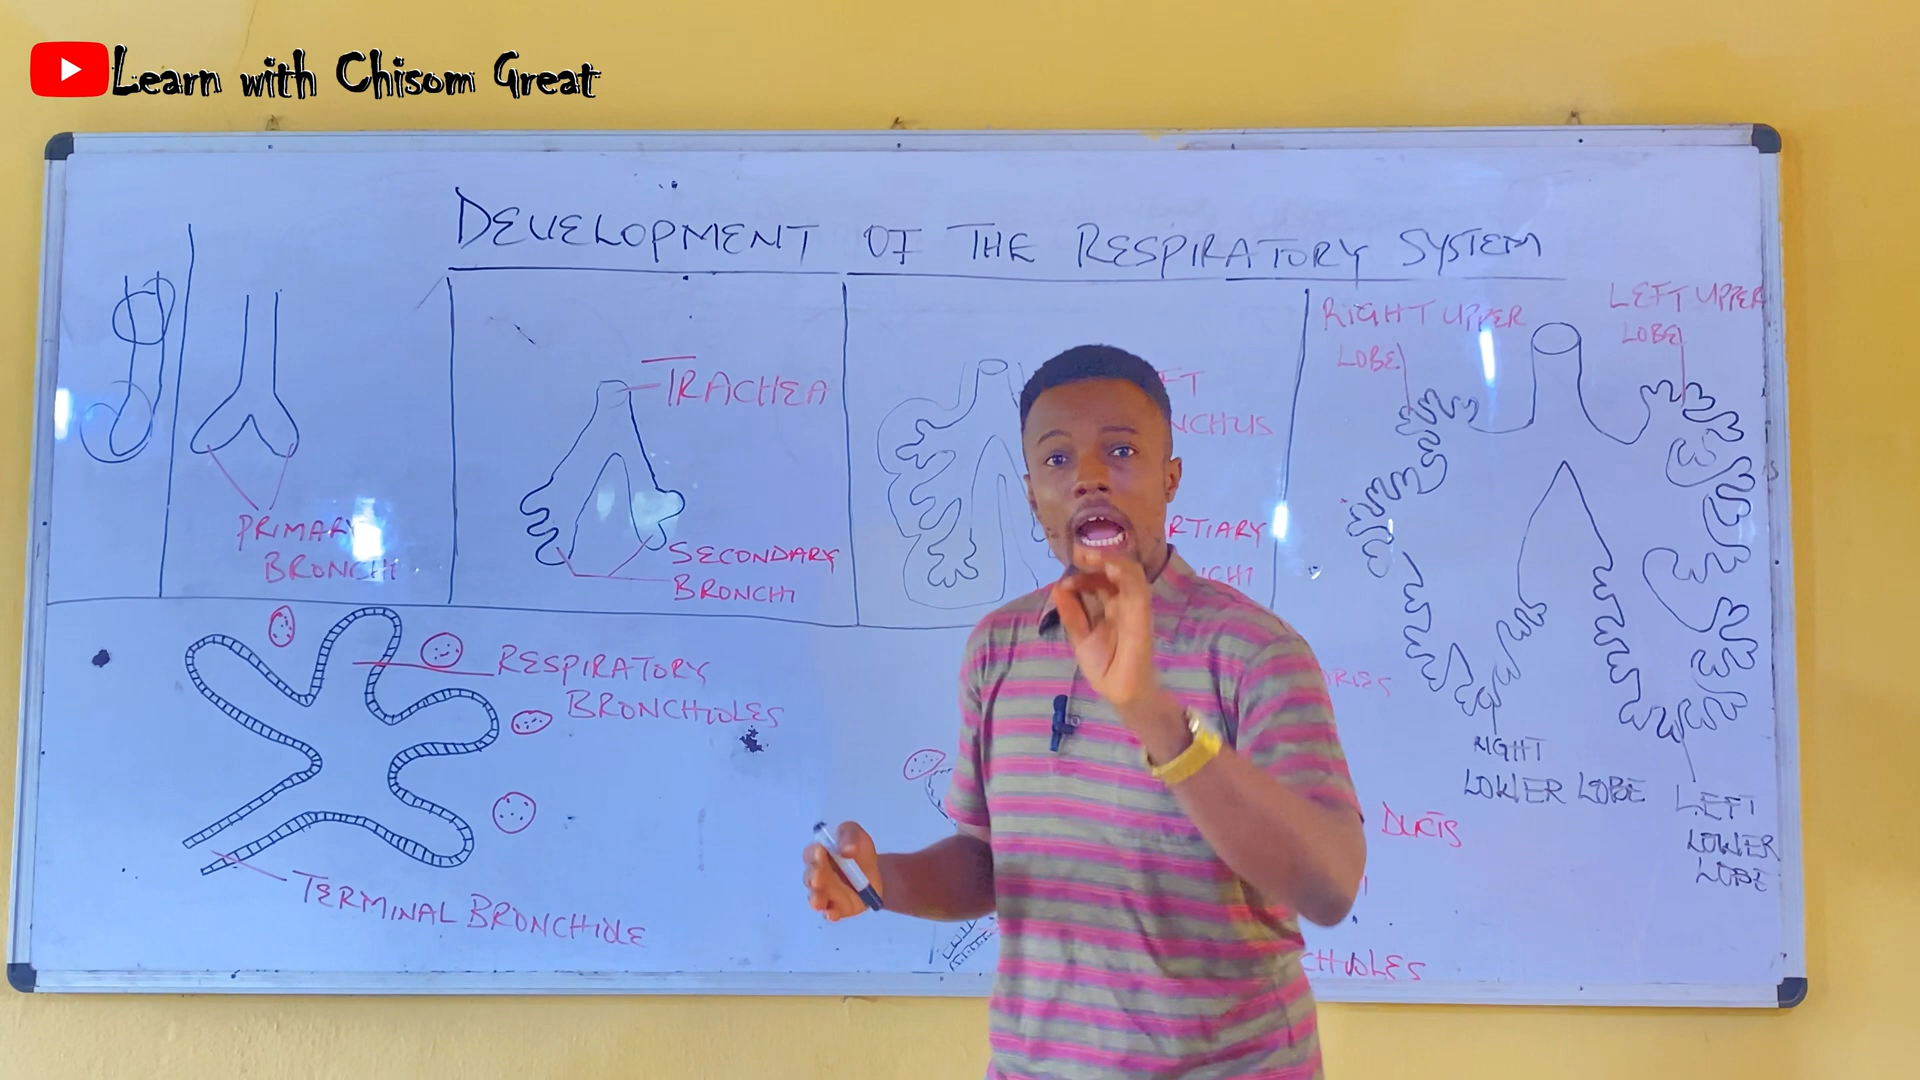 Learn with Chisom Great
DEVELOPMENT OF THE RESPIRATORY SYSTEM
PRIMARY
BRONCHI
TRACHEA
SECONDARY
BRONCHI
RIGHT UPPER
LOBE
LEFT UPPER
LOBE
RIGHT
LOWER LOBE
LEFT
LOWER
LOBE
RESPIRATORY
BRONCHIOLES
TERMINAL BRONCHIOLE
DUCTS